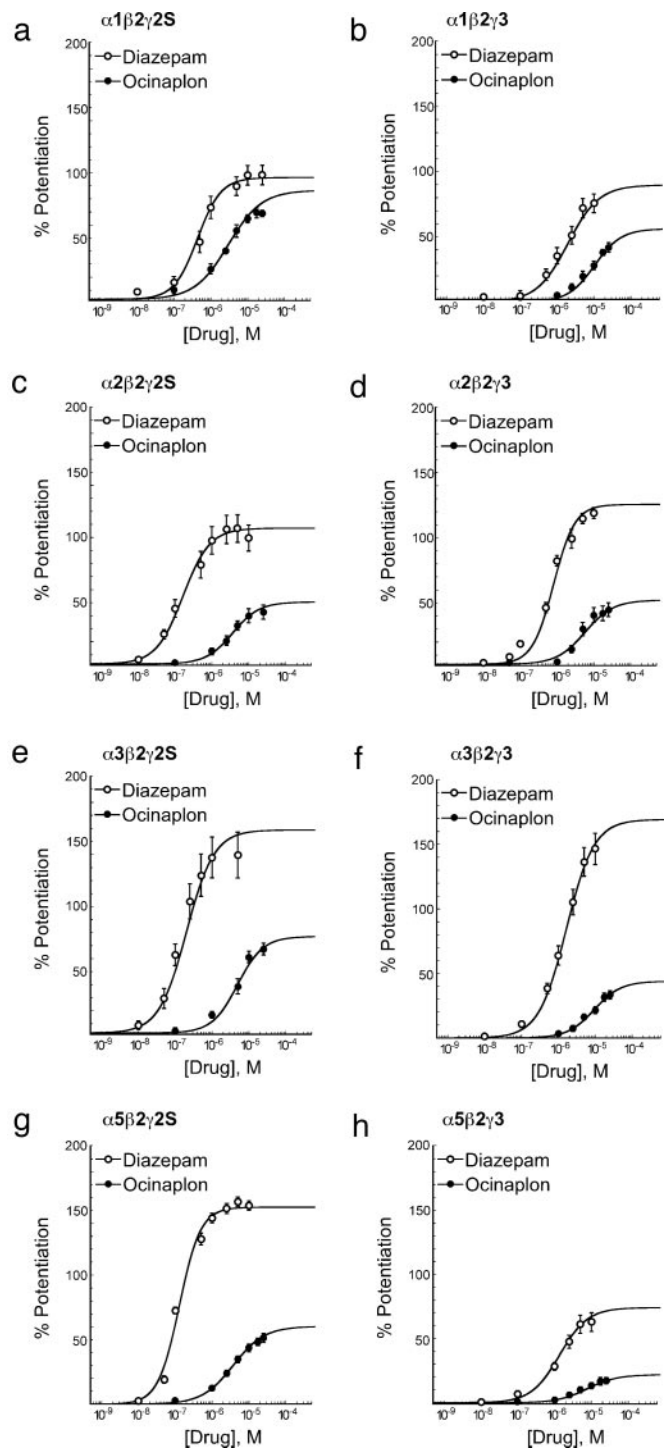 a α1β2γ2S
Diazepam
Ocinaplon
200
150
100
50
% Potentiation
10⁻⁹ 10⁻⁸ 10⁻⁷ 10⁻⁶ 10⁻⁵ 10⁻⁴
[Drug], M
b α1β2γ3
Diazepam
Ocinaplon
200
150
100
50
% Potentiation
10⁻⁹ 10⁻⁸ 10⁻⁷ 10⁻⁶ 10⁻⁵ 10⁻⁴
[Drug], M
c α2β2γ2S
Diazepam
Ocinaplon
200
150
100
50
% Potentiation
10⁻⁹ 10⁻⁸ 10⁻⁷ 10⁻⁶ 10⁻⁵ 10⁻⁴
[Drug], M
d α2β2γ3
Diazepam
Ocinaplon
200
150
100
50
% Potentiation
10⁻⁹ 10⁻⁸ 10⁻⁷ 10⁻⁶ 10⁻⁵ 10⁻⁴
[Drug], M
e α3β2γ2S
Diazepam
Ocinaplon
200
150
100
50
% Potentiation
10⁻⁹ 10⁻⁸ 10⁻⁷ 10⁻⁶ 10⁻⁵ 10⁻⁴
[Drug], M
f α3β2γ3
Diazepam
Ocinaplon
200
150
100
50
% Potentiation
10⁻⁹ 10⁻⁸ 10⁻⁷ 10⁻⁶ 10⁻⁵ 10⁻⁴
[Drug], M
g α5β2γ2S
Diazepam
Ocinaplon
200
150
100
50
% Potentiation
10⁻⁹ 10⁻⁸ 10⁻⁷ 10⁻⁶ 10⁻⁵ 10⁻⁴
[Drug], M
h α5β2γ3
Diazepam
Ocinaplon
200
150
100
50
% Potentiation
10⁻⁹ 10⁻⁸ 10⁻⁷ 10⁻⁶ 10⁻⁵ 10⁻⁴
[Drug], M